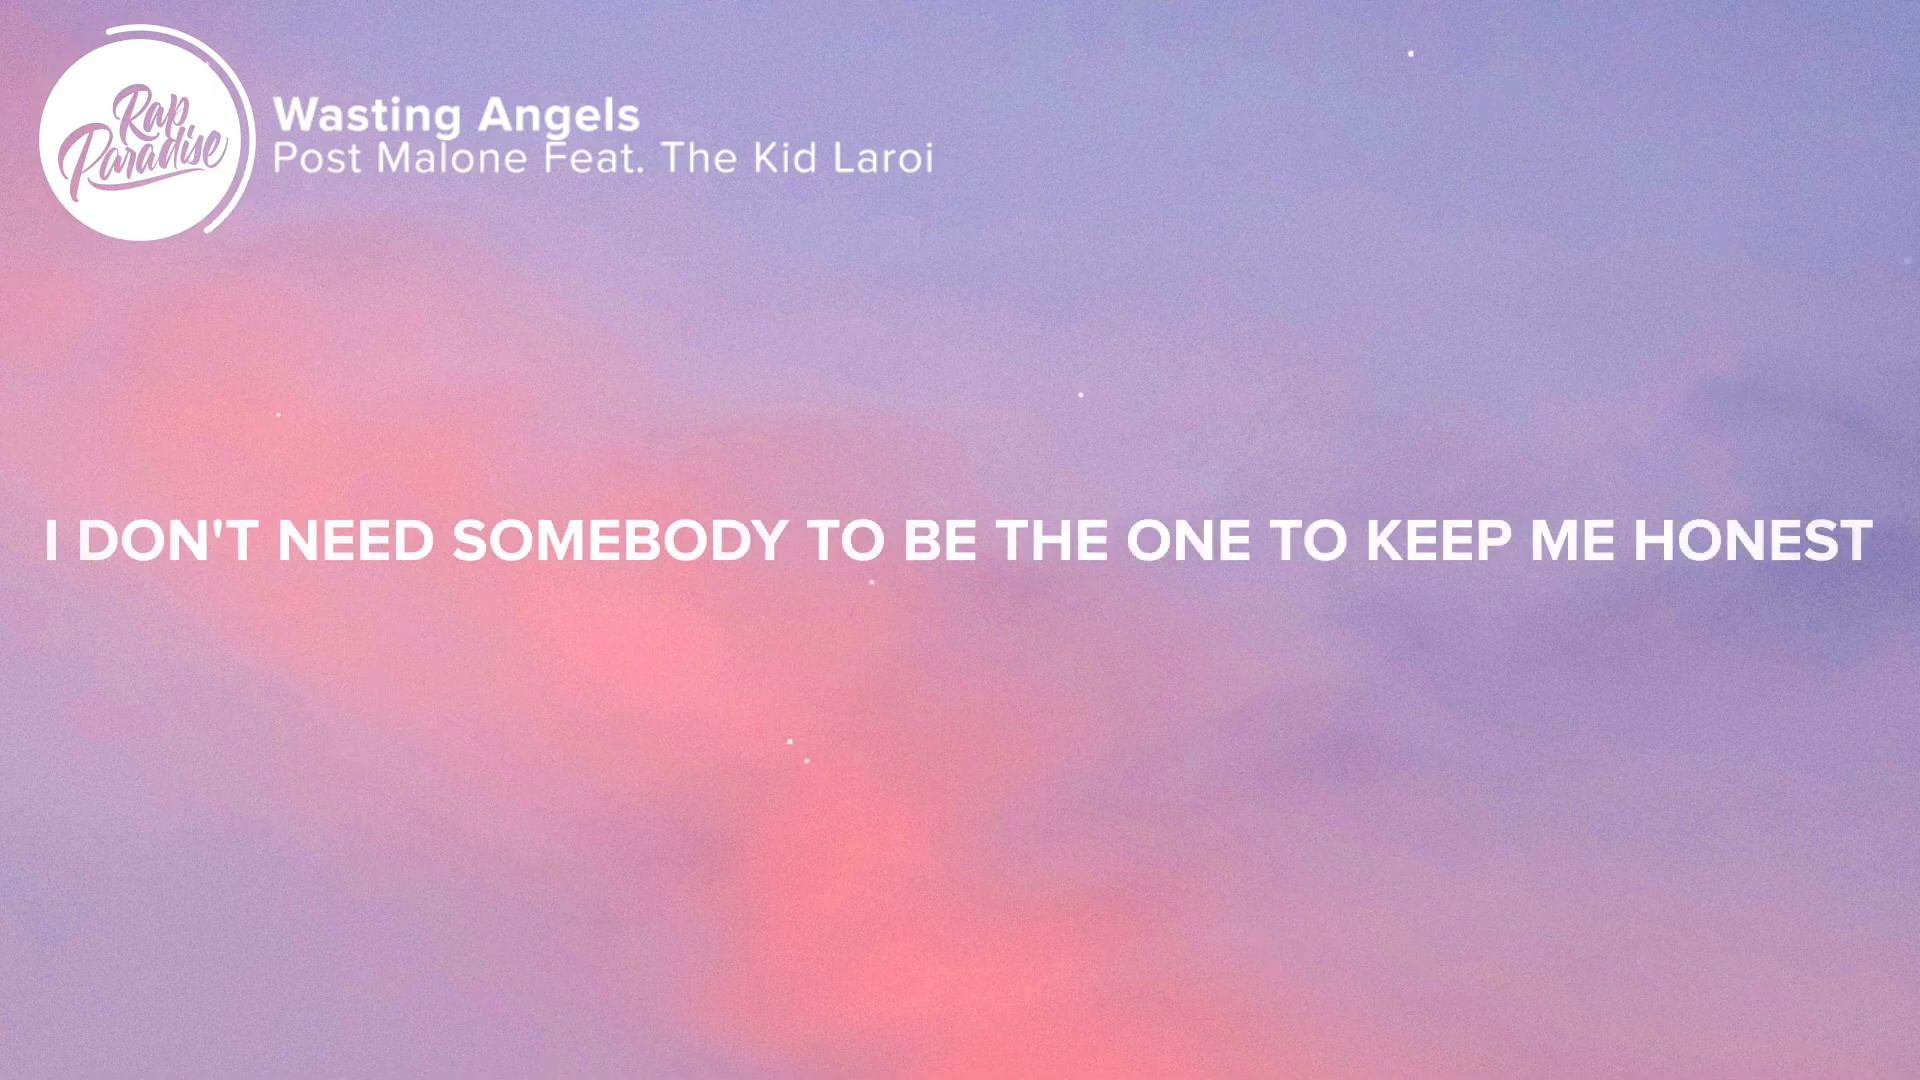 Rap
Paradise
Wasting Angels
Post Malone Feat. The Kid Laroi
I DON'T NEED SOMEBODY TO BE THE ONE TO KEEP ME HONEST